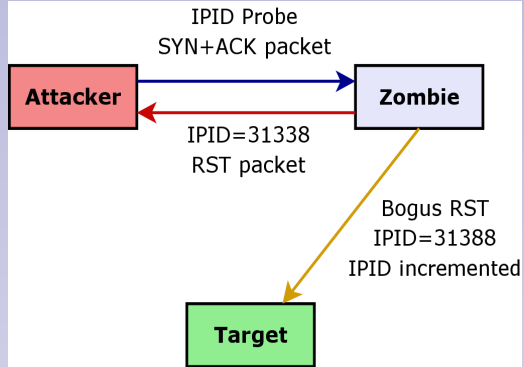 IPID Probe
SYN+ACK packet
Attacker
Zombie
IPID=31338
RST packet
Bogus RST
IPID=31388
IPID incremented
Target